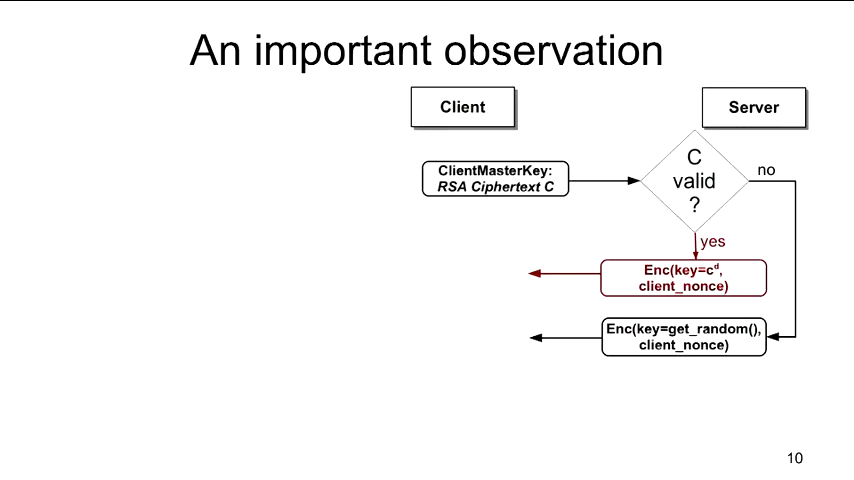 An important observation
Client
Server
ClientMasterKey:
RSA Ciphertext C
C
valid
?
no
yes
Enc(key=cᵈ,
client_nonce)
Enc(key=get_random(),
client_nonce)
10